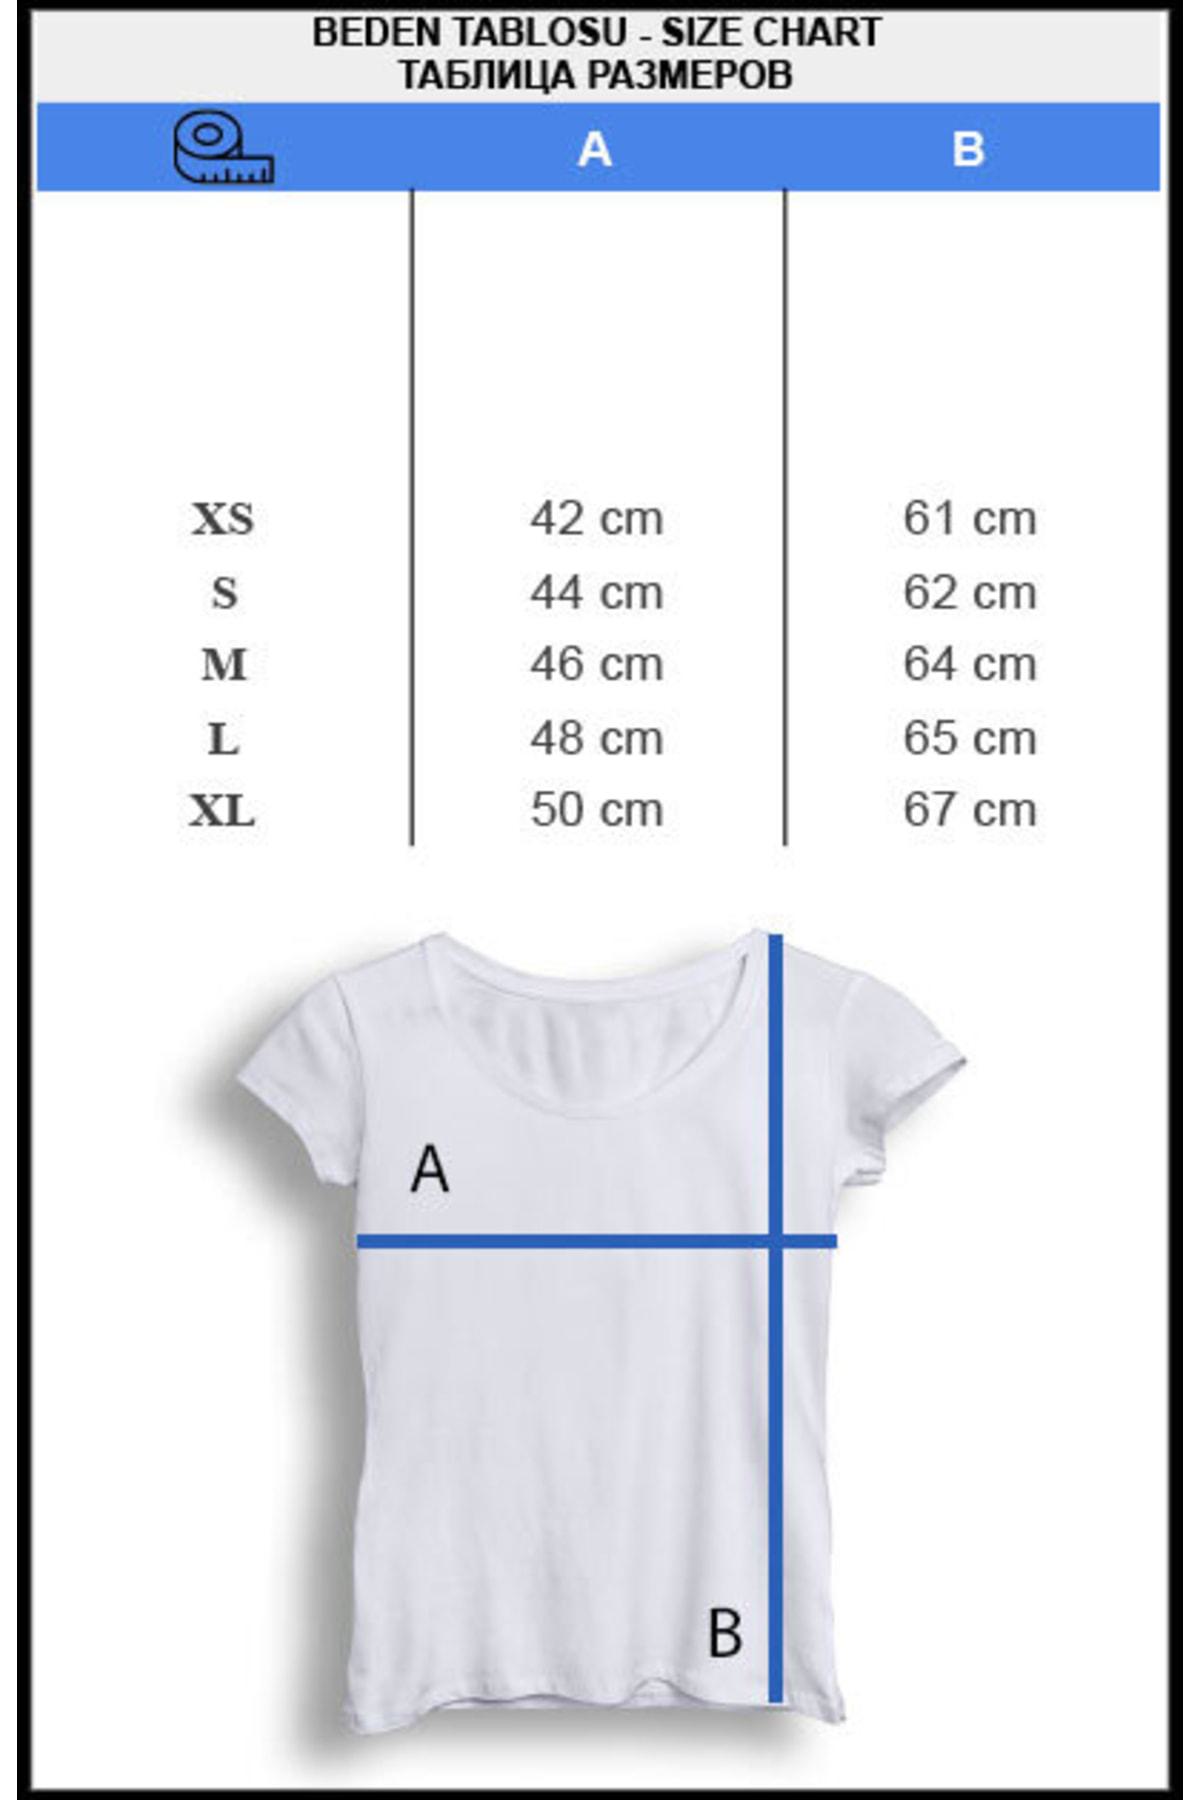 BEDEN TABLOSU - SIZE CHART
ТАБЛИЦА РАЗМЕРОВ
A B
XS 42 cm 61 cm
S 44 cm 62 cm
M 46 cm 64 cm
L 48 cm 65 cm
XL 50 cm 67 cm
A
B